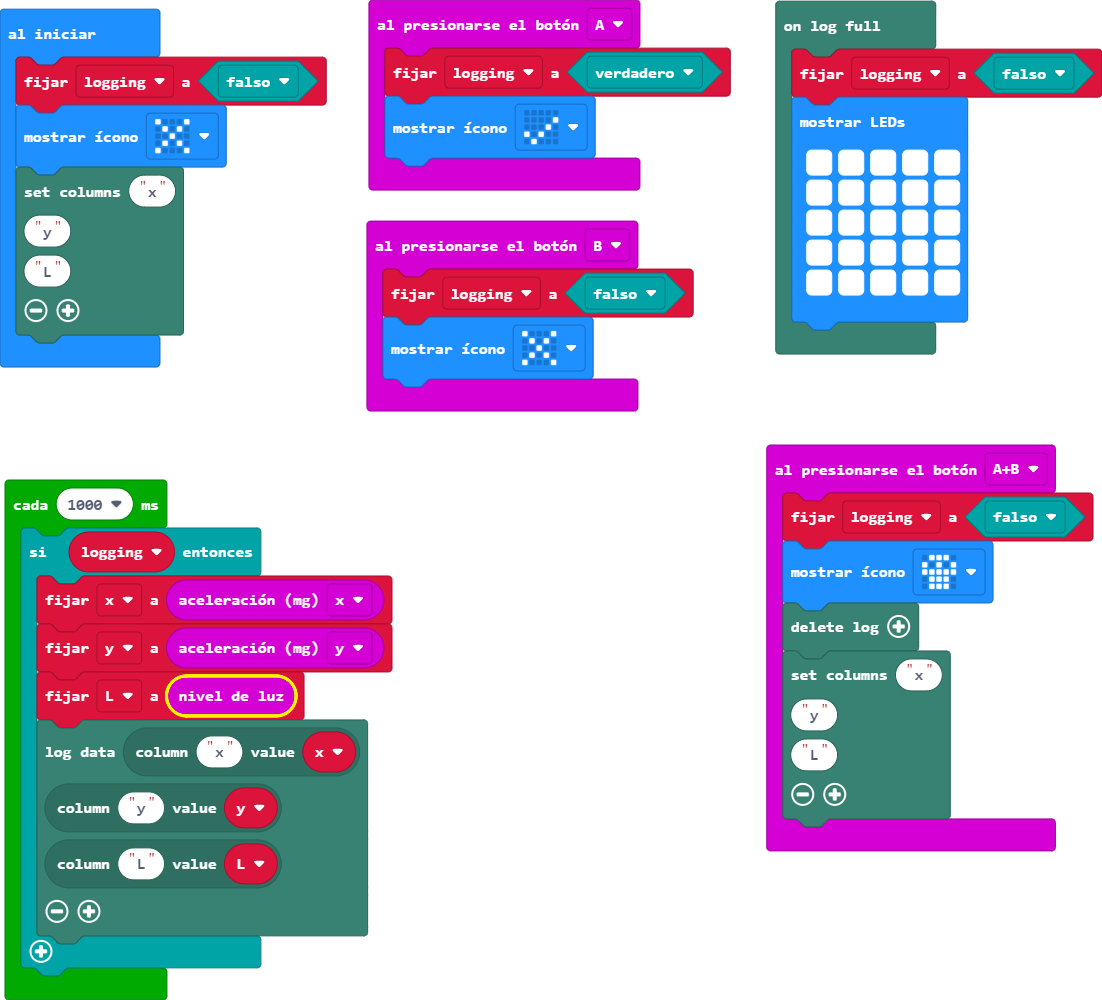 al iniciar
fijar logging a falso
mostrar ícono
set columns "x"
"y"
"L"
al presionarse el botón A
fijar logging a verdadero
mostrar ícono
al presionarse el botón B
fijar logging a falso
mostrar ícono
on log full
fijar logging a falso
mostrar LEDs
cada 1000 ms
si logging entonces
fijar x a aceleración (mg) x
fijar y a aceleración (mg) y
fijar L a nivel de luz
log data column "x" value x
column "y" value y
column "L" value L
al presionarse el botón A+B
fijar logging a falso
mostrar ícono
delete log
set columns "x"
"y"
"L"